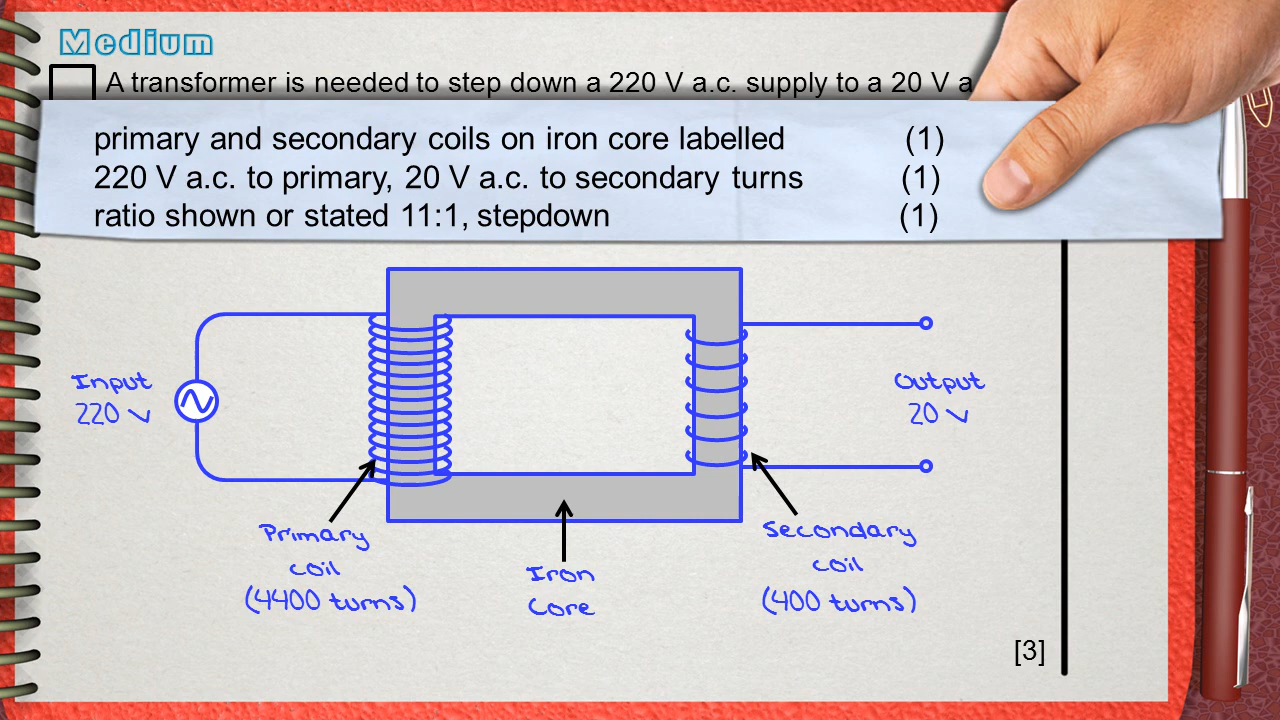 Medium
A transformer is needed to step down a 220 V a.c. supply to a 20 V a
primary and secondary coils on iron core labelled (1)
220 V a.c. to primary, 20 V a.c. to secondary turns (1)
ratio shown or stated 11:1, stepdown (1)
Input
220 V
Output
20 V
Primary
coil
(4400 turns)
Iron
Core
Secondary
coil
(400 turns)
[3]